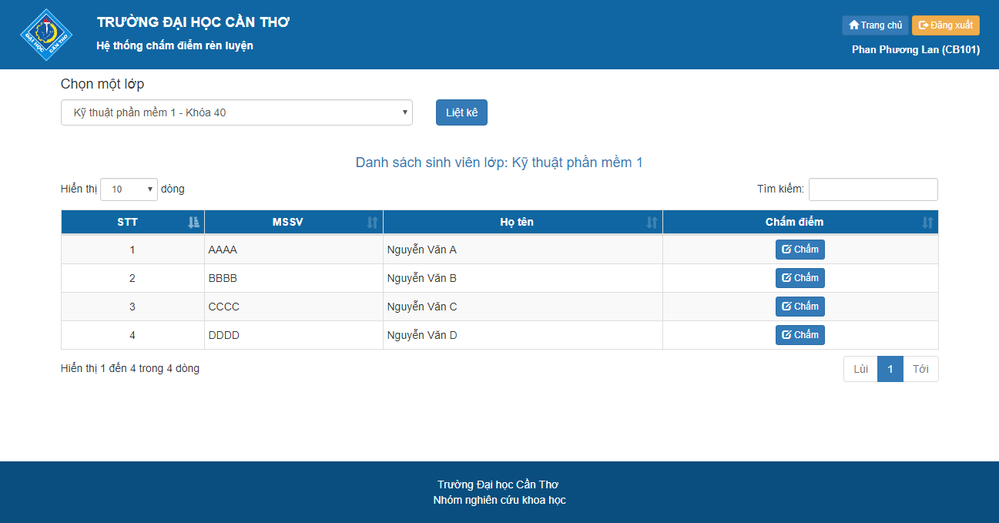 TRƯỜNG ĐẠI HỌC CẦN THƠ
Hệ thống chấm điểm rèn luyện
Trang chủ Đăng xuất
Phan Phương Lan (CB101)
ĐẠI HỌC CẦN THƠ
Chọn một lớp
Kỹ thuật phần mềm 1 - Khóa 40 Liệt kê
Danh sách sinh viên lớp: Kỹ thuật phần mềm 1
Hiển thị 10 dòng Tìm kiếm:
STT MSSV Họ tên Chấm điểm
1 AAAA Nguyễn Văn A Chấm
2 BBBB Nguyễn Văn B Chấm
3 CCCC Nguyễn Văn C Chấm
4 DDDD Nguyễn Văn D Chấm
Hiển thị 1 đến 4 trong 4 dòng Lùi 1 Tới
Trường Đại học Cần Thơ
Nhóm nghiên cứu khoa học